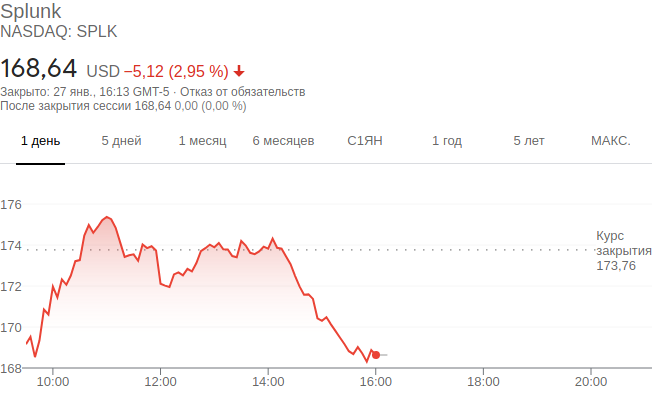 Splunk
NASDAQ: SPLK
168,64 USD −5,12 (2,95 %)
Закрыто: 27 янв., 16:13 GMT-5 · Отказ от обязательств
После закрытия сессии 168,64 0,00 (0,00 %)
1 день 5 дней 1 месяц 6 месяцев С1ЯН 1 год 5 лет МАКС.
176
174
172
170
168
Курс
закрытия
173,76
10:00 12:00 14:00 16:00 18:00 20:00